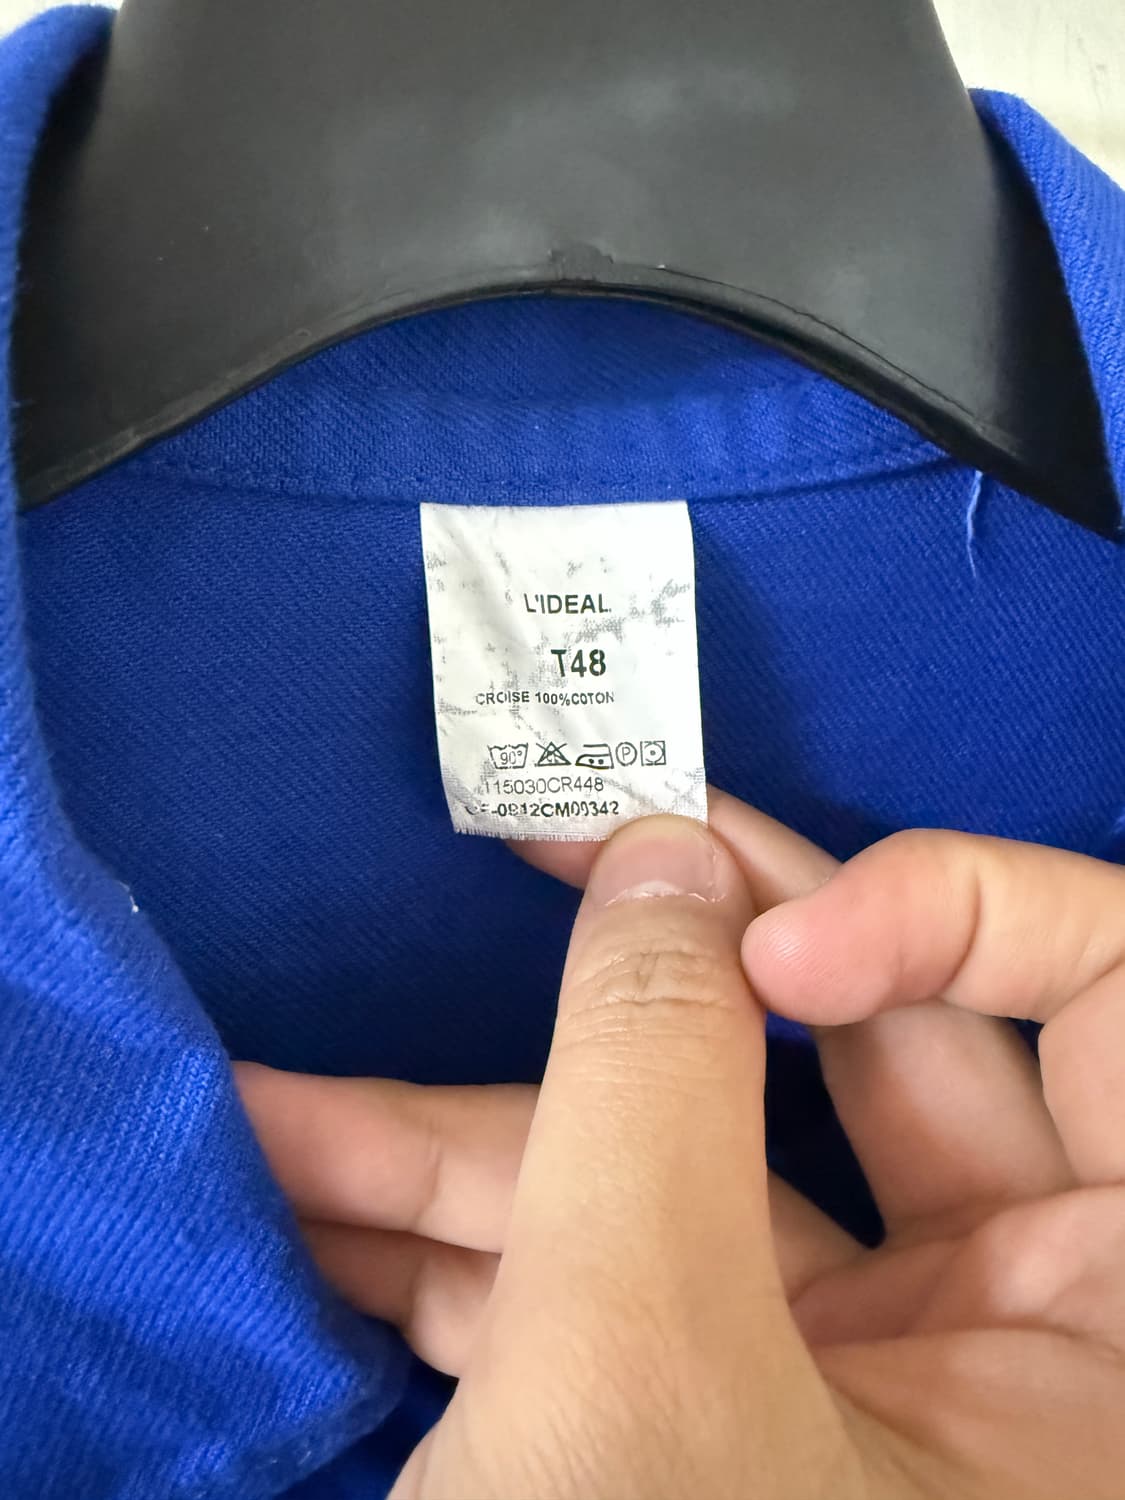 L'IDEAL
T48
CROISE 100%COTON
90° P
115030CR448